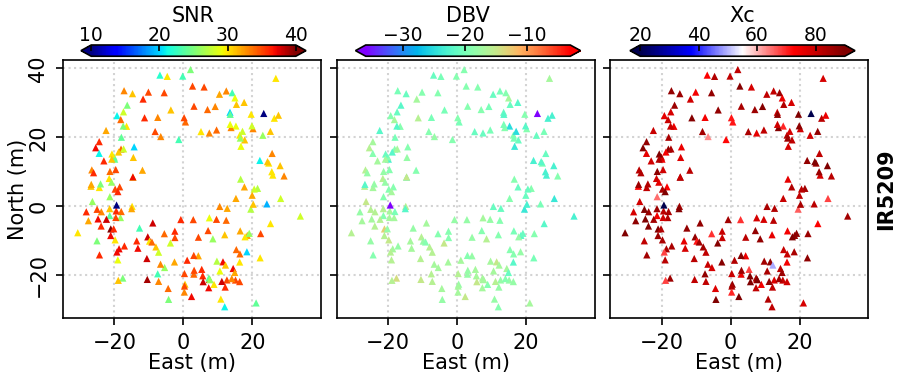 SNR DBV Xc
10 20 30 40 −30 −20 −10 20 40 60 80
40
20
0
−20
North (m)
IR5209
−20 0 20 −20 0 20 −20 0 20
East (m) East (m) East (m)